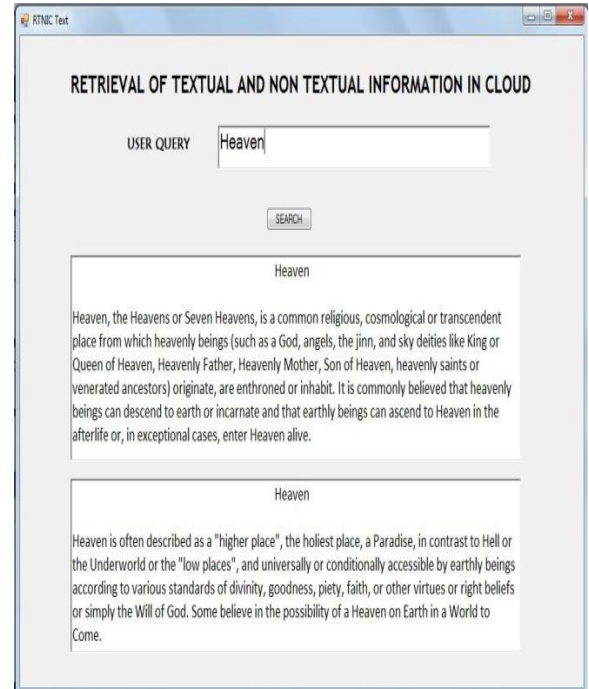 RTNIC Text
RETRIEVAL OF TEXTUAL AND NON TEXTUAL INFORMATION IN CLOUD
USER QUERY Heaven
SEARCH
Heaven
Heaven, the Heavens or Seven Heavens, is a common religious, cosmological or transcendent
place from which heavenly beings (such as a God, angels, the jinn, and sky deities like King or
Queen of Heaven, Heavenly Father, Heavenly Mother, Son of Heaven, heavenly saints or
venerated ancestors) originate, are enthroned or inhabit. It is commonly believed that heavenly
beings can descend to earth or incarnate and that earthly beings can ascend to Heaven in the
afterlife or, in exceptional cases, enter Heaven alive.
Heaven
Heaven is often described as a "higher place", the holiest place, a Paradise, in contrast to Hell or
the Underworld or the "low places", and universally or conditionally accessible by earthly beings
according to various standards of divinity, goodness, piety, faith, or other virtues or right beliefs
or simply the Will of God. Some believe in the possibility of a Heaven on Earth in a World to
Come.